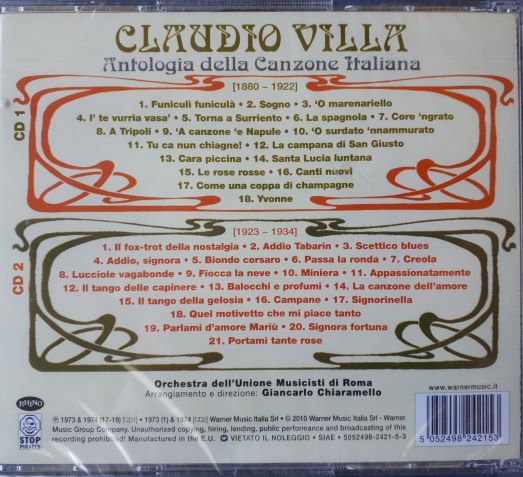 CLAUDIO VILLA
Antologia della Canzone Italiana
[1880 ~ 1922]
CD 1
1. Funiculì funiculà • 2. Sogno • 3. 'O marenariello
4. I' te vurria vasa' • 5. Torna a Surriento • 6. La spagnola • 7. Core 'ngrato
8. A Tripoli • 9. 'A canzone 'e Napule • 10. 'O surdato 'nnammurato
11. Tu ca nun chiagne! • 12. La campana di San Giusto
13. Cara piccina • 14. Santa Lucia luntana
15. Le rose rosse • 16. Canti nuovi
17. Come una coppa di champagne
18. Yvonne
[1923 ~ 1934]
CD 2
1. Il fox-trot della nostalgia • 2. Addio Tabarin • 3. Scettico blues
4. Addio, signora • 5. Biondo corsaro • 6. Passa la ronda • 7. Creola
8. Lucciole vagabonde • 9. Fiocca la neve • 10. Miniera • 11. Appassionatamente
12. Il tango delle capinere • 13. Balocchi e profumi • 14. La canzone dell'amore
15. Il tango della gelosia • 16. Campane • 17. Signorinella
18. Quel motivetto che mi piace tanto
19. Parlami d'amore Mariù • 20. Signora fortuna
21. Portami tante rose
Orchestra dell'Unione Musicisti di Roma
Arrangiamento e direzione: Giancarlo Chiaramello
www.warnermusic.it
RHINO
STOP
PIRATES
℗ 1973 & 1974 (17-18) [CD1] - 1973 (1) & 1974 [CD2] Warner Music Italia Srl - © 2010 Warner Music Italia Srl - Warner
Music Group Company. Unauthorized copying, hiring, lending, public performance and broadcasting of this
recording prohibited! Manufactured in the E.U. VIETATO IL NOLEGGIO • SIAE • 5052498-2421-5-3
5 052498 242153